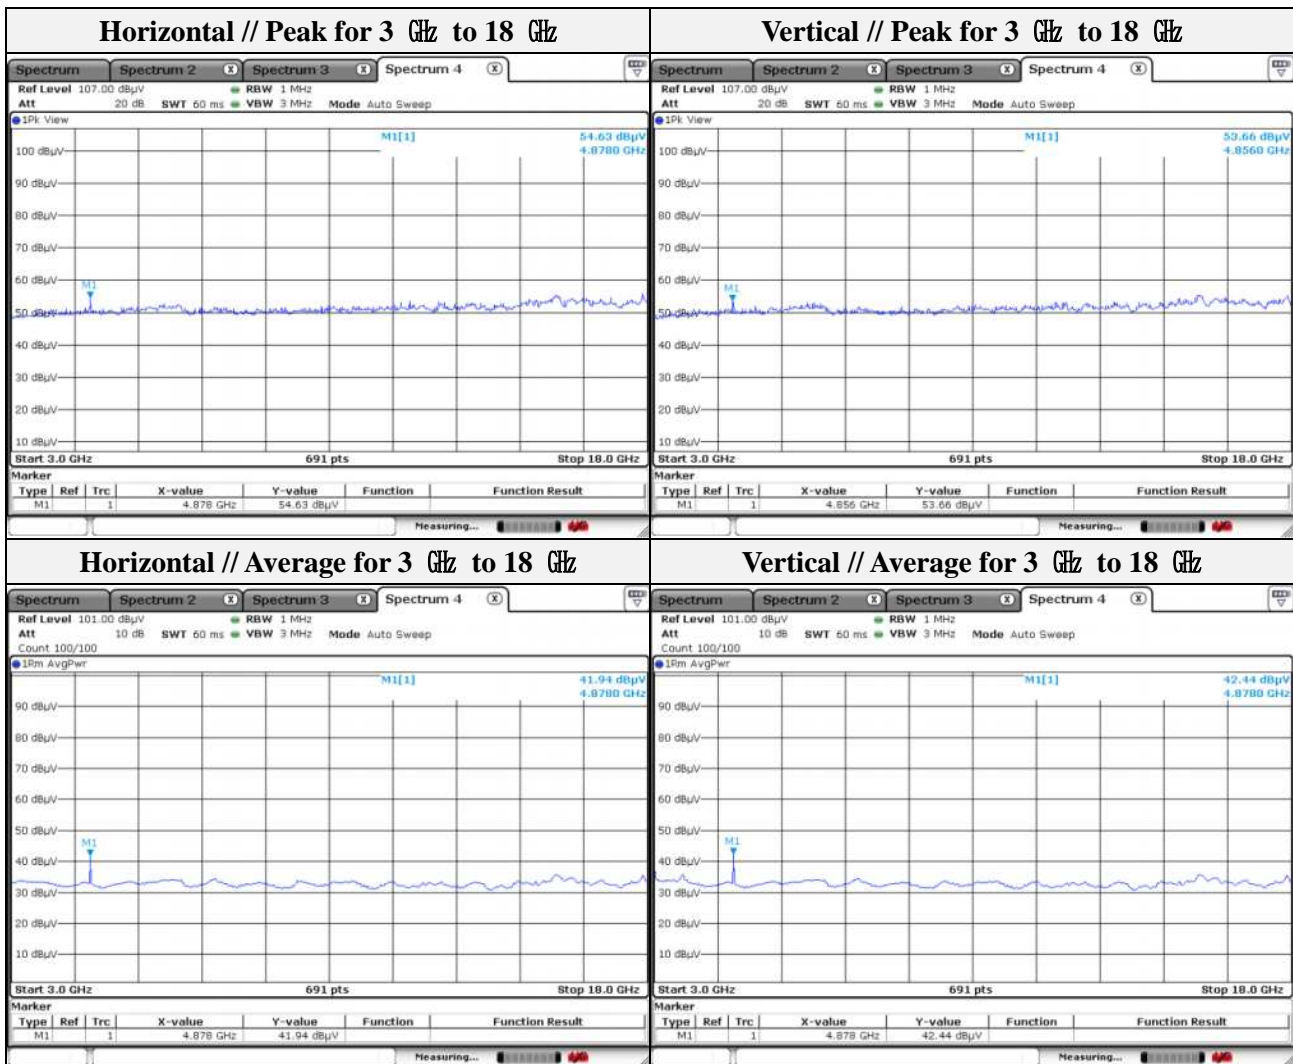 Horizontal // Peak for 3 ㎓ to 18 ㎓
Spectrum Spectrum 2 X Spectrum 3 X Spectrum 4 X
Ref Level 107.00 dBµV RBW 1 MHz
Att 20 dB SWT 60 ms VBW 3 MHz Mode Auto Sweep
1Pk View
M1[1] 54.63 dBµV
4.8780 GHz
100 dBµV
90 dBµV
80 dBµV
70 dBµV
60 dBµV
M1
50 dBµV
40 dBµV
30 dBµV
20 dBµV
10 dBµV
Start 3.0 GHz 691 pts Stop 18.0 GHz
Marker
Type Ref Trc X-value Y-value Function Function Result
M1 1 4.878 GHz 54.63 dBµV
Measuring...
Vertical // Peak for 3 ㎓ to 18 ㎓
Spectrum Spectrum 2 X Spectrum 3 X Spectrum 4 X
Ref Level 107.00 dBµV RBW 1 MHz
Att 20 dB SWT 60 ms VBW 3 MHz Mode Auto Sweep
1Pk View
M1[1] 53.66 dBµV
4.8560 GHz
100 dBµV
90 dBµV
80 dBµV
70 dBµV
60 dBµV
M1
50 dBµV
40 dBµV
30 dBµV
20 dBµV
10 dBµV
Start 3.0 GHz 691 pts Stop 18.0 GHz
Marker
Type Ref Trc X-value Y-value Function Function Result
M1 1 4.856 GHz 53.66 dBµV
Measuring...
Horizontal // Average for 3 ㎓ to 18 ㎓
Spectrum Spectrum 2 X Spectrum 3 X Spectrum 4 X
Ref Level 101.00 dBµV RBW 1 MHz
Att 10 dB SWT 60 ms VBW 3 MHz Mode Auto Sweep
Count 100/100
1Rm AvgPwr
M1[1] 41.94 dBµV
4.8780 GHz
90 dBµV
80 dBµV
70 dBµV
60 dBµV
50 dBµV
M1
40 dBµV
30 dBµV
20 dBµV
10 dBµV
Start 3.0 GHz 691 pts Stop 18.0 GHz
Marker
Type Ref Trc X-value Y-value Function Function Result
M1 1 4.878 GHz 41.94 dBµV
Measuring...
Vertical // Average for 3 ㎓ to 18 ㎓
Spectrum Spectrum 2 X Spectrum 3 X Spectrum 4 X
Ref Level 101.00 dBµV RBW 1 MHz
Att 10 dB SWT 60 ms VBW 3 MHz Mode Auto Sweep
Count 100/100
1Rm AvgPwr
M1[1] 42.44 dBµV
4.8780 GHz
90 dBµV
80 dBµV
70 dBµV
60 dBµV
50 dBµV
M1
40 dBµV
30 dBµV
20 dBµV
10 dBµV
Start 3.0 GHz 691 pts Stop 18.0 GHz
Marker
Type Ref Trc X-value Y-value Function Function Result
M1 1 4.878 GHz 42.44 dBµV
Measuring...